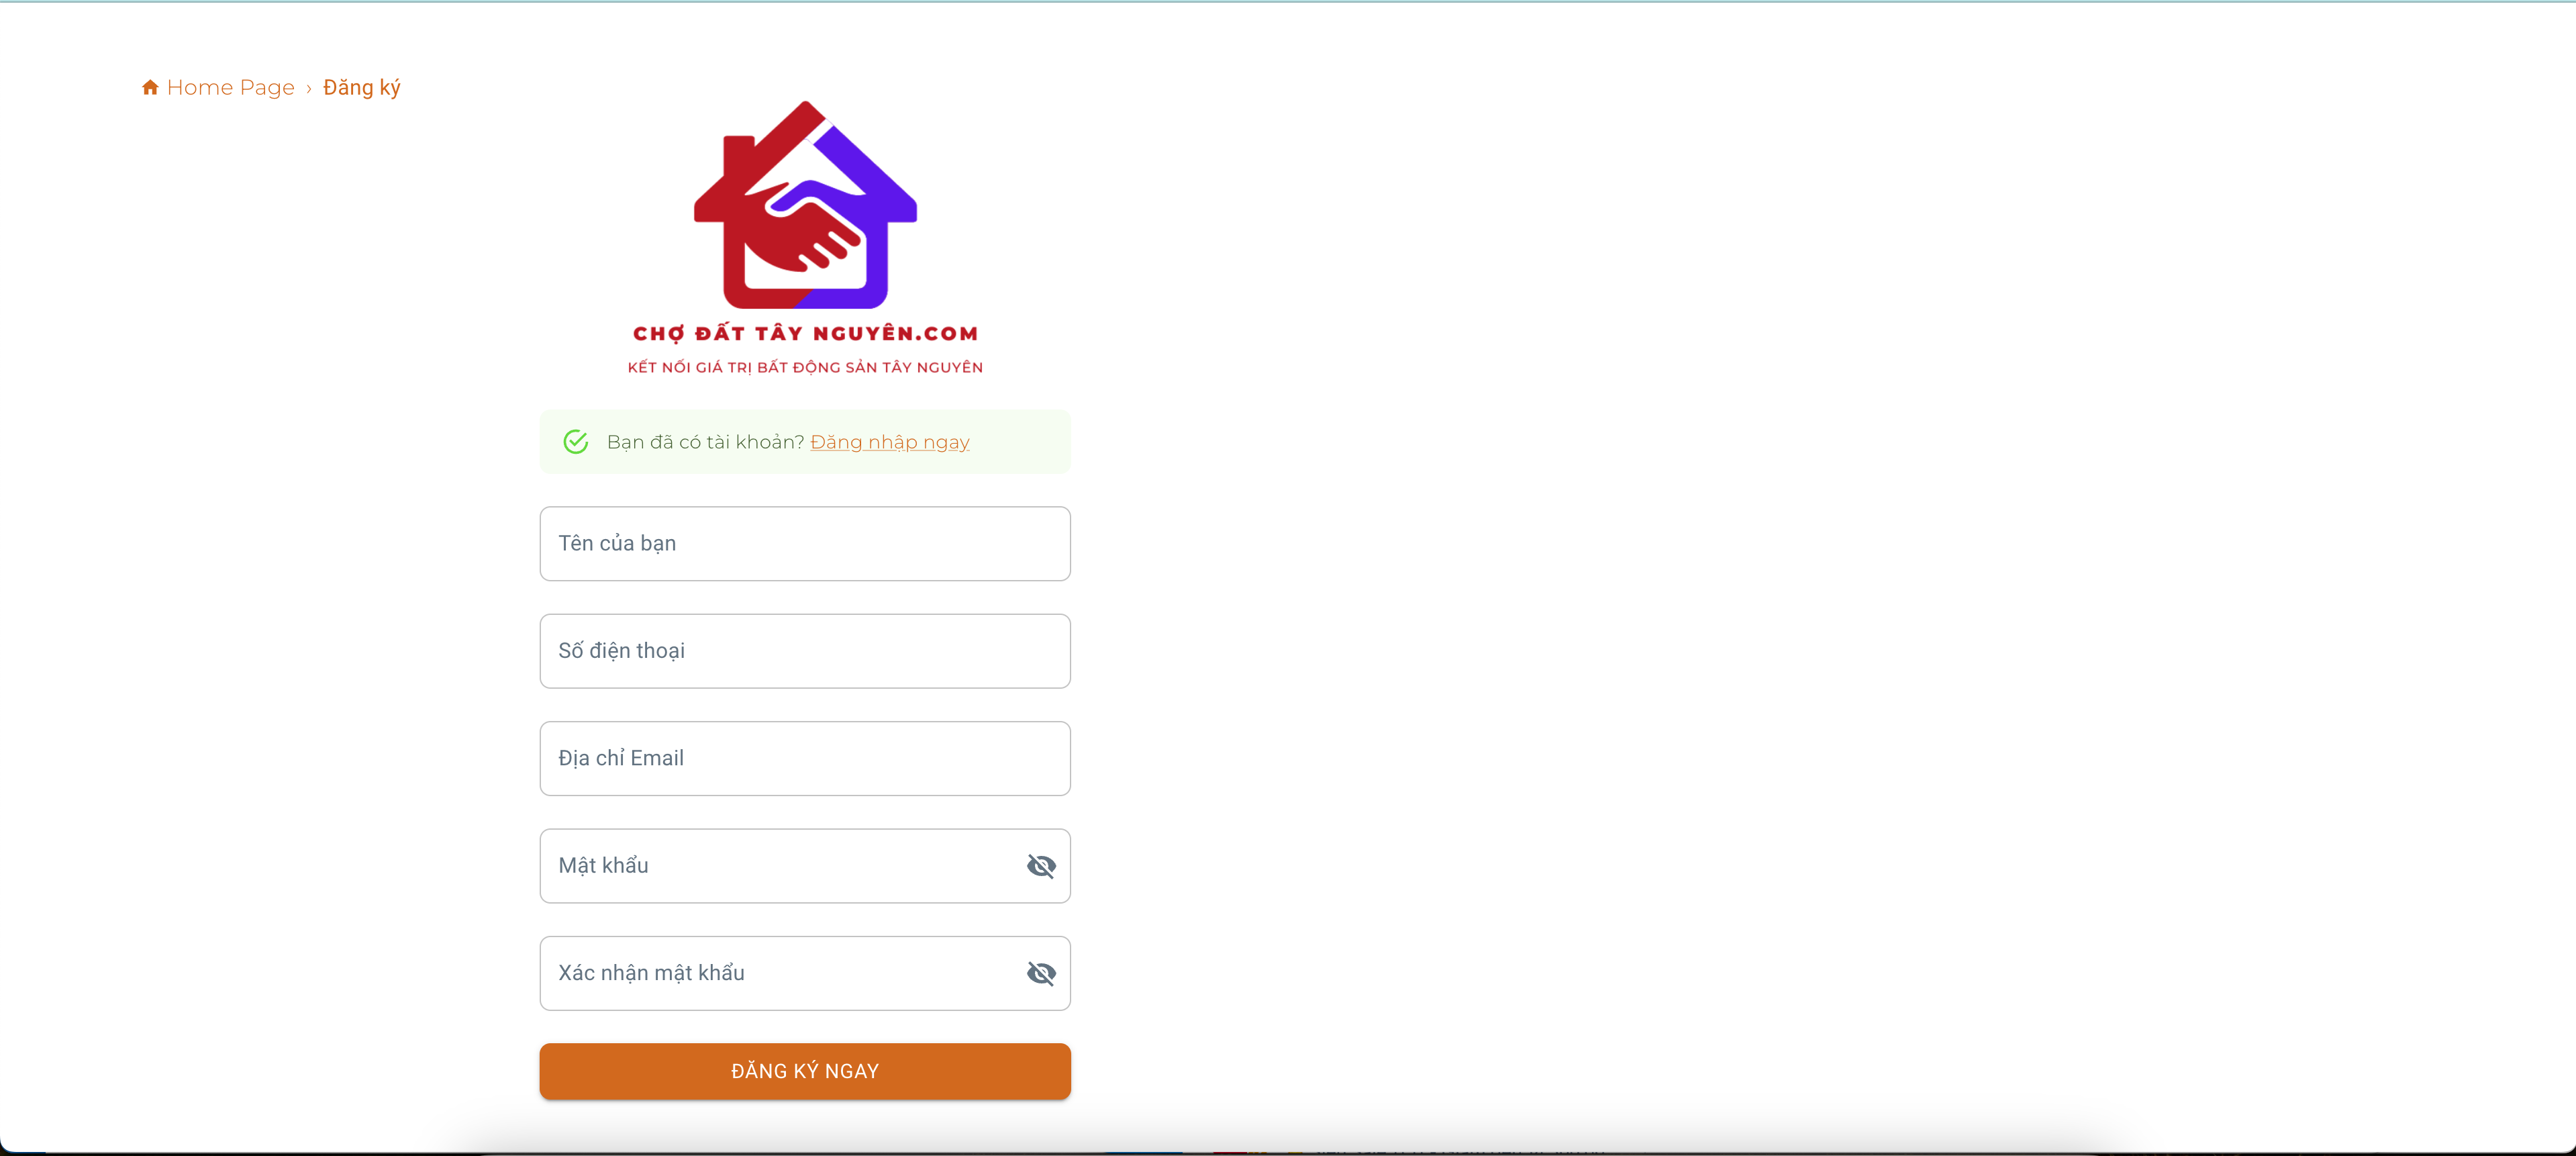 Home Page › Đăng ký
CHỢ ĐẤT TÂY NGUYÊN.COM
KẾT NỐI GIÁ TRỊ BẤT ĐỘNG SẢN TÂY NGUYÊN
Bạn đã có tài khoản? Đăng nhập ngay
Tên của bạn
Số điện thoại
Địa chỉ Email
Mật khẩu
Xác nhận mật khẩu
ĐĂNG KÝ NGAY